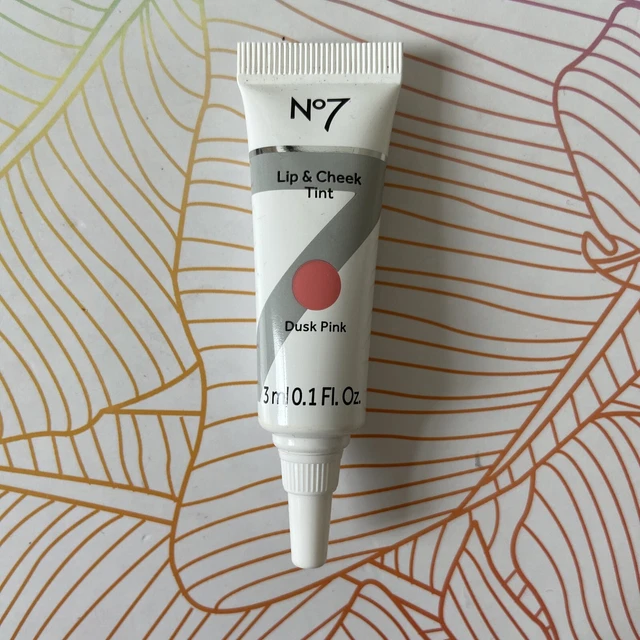 No7
Lip & Cheek
Tint
Dusk Pink
3 ml 0.1 Fl. Oz.